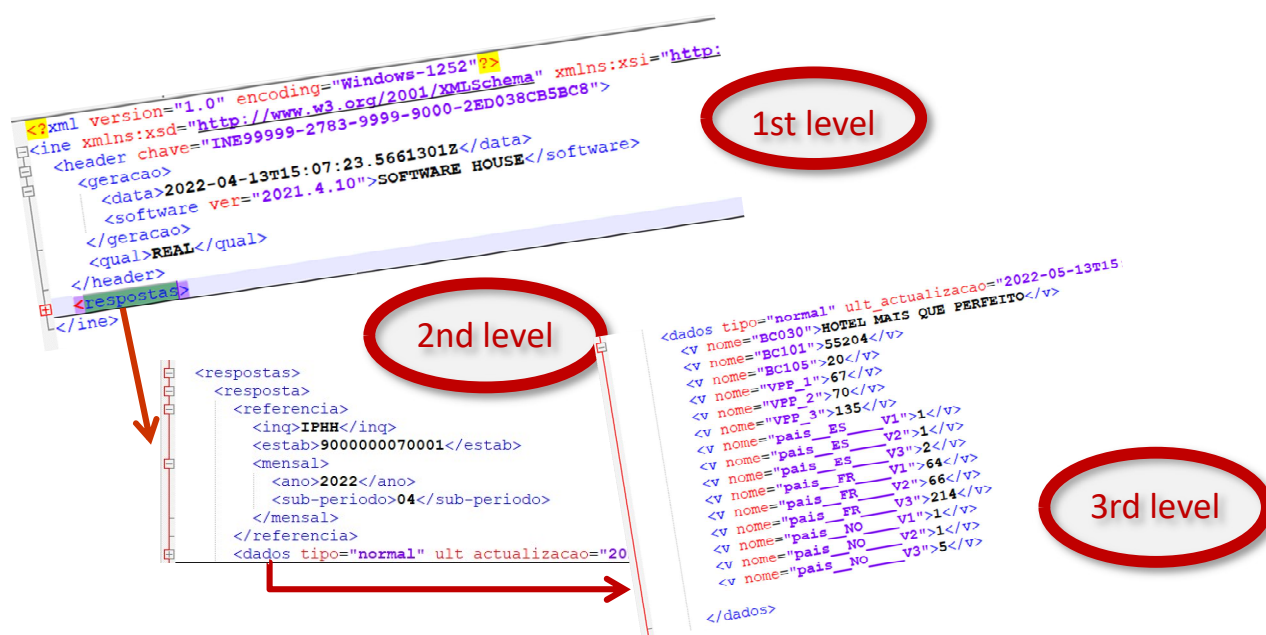 <?xml version="1.0" encoding="Windows-1252"?>
<ine xmlns:xsd="http://www.w3.org/2001/XMLSchema" xmlns:xsi="http:
<header chave="INE99999-2783-9999-9000-2ED038CB5BC8">
<geracao>
<data>2022-04-13T15:07:23.5661301Z</data>
<software ver="2021.4.10">SOFTWARE HOUSE</software>
</geracao>
<qual>REAL</qual>
</header>
<respostas>
</ine>
1st level
2nd level
<respostas>
<resposta>
<referencia>
<inq>IPHH</inq>
<estab>9000000070001</estab>
<mensal>
<ano>2022</ano>
<sub-periodo>04</sub-periodo>
</mensal>
</referencia>
<dados tipo="normal" ult actualizacao="20
<dados tipo="normal" ult_actualizacao="2022-05-13T15:
<v nome="BC030">HOTEL MAIS QUE PERFEITO</v>
<v nome="BC101">55204</v>
<v nome="BC105">20</v>
<v nome="VPP_1">67</v>
<v nome="VPP_2">70</v>
<v nome="VPP_3">135</v>
<v nome="pais__ES____V1">1</v>
<v nome="pais__ES____V2">1</v>
<v nome="pais__ES____V3">2</v>
<v nome="pais__FR____V1">64</v>
<v nome="pais__FR____V2">66</v>
<v nome="pais__FR____V3">214</v>
<v nome="pais__NO____V1">1</v>
<v nome="pais__NO____V2">1</v>
<v nome="pais__NO____V3">5</v>
</dados>
3rd level